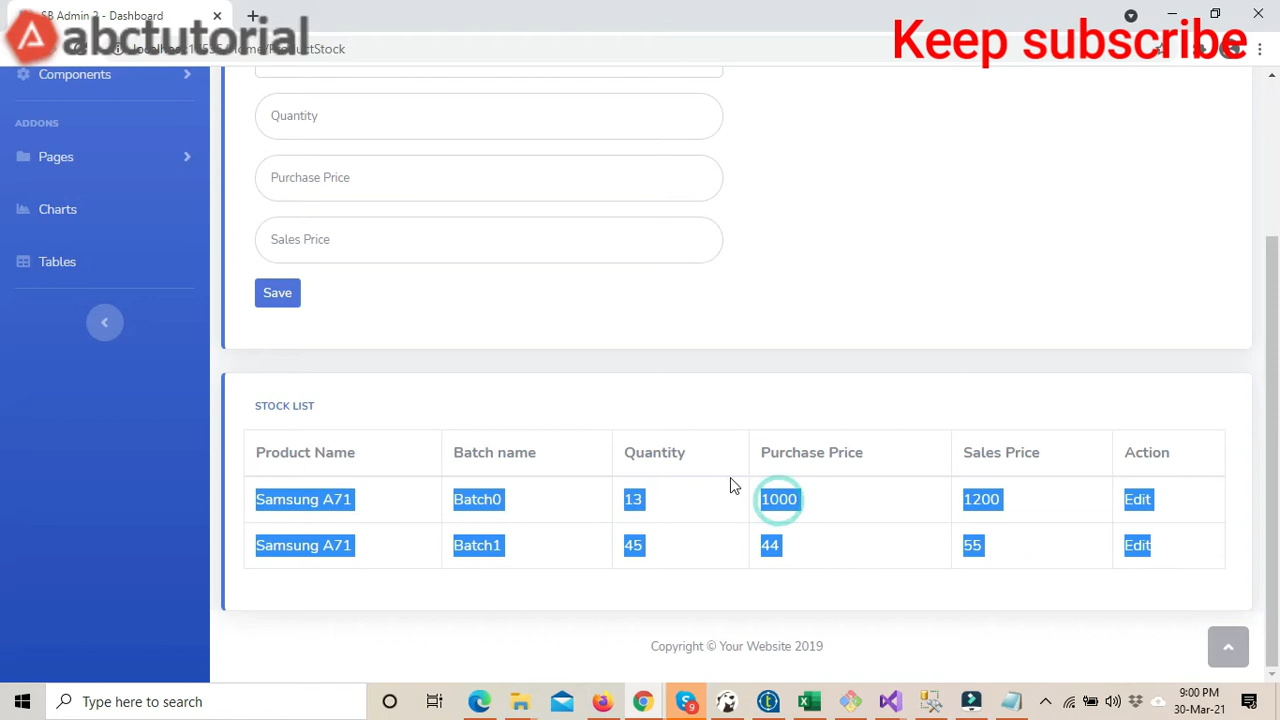 SB Admin 2 - Dashboard
abctutorial
Keep subscribe
Components
ADDONS
Pages
Charts
Tables
Quantity
Purchase Price
Sales Price
Save
STOCK LIST
Product Name Batch name Quantity Purchase Price Sales Price Action
Samsung A71 Batch0 13 1000 1200 Edit
Samsung A71 Batch1 45 44 55 Edit
Copyright © Your Website 2019
Type here to search
9
9:00 PM
30-Mar-21